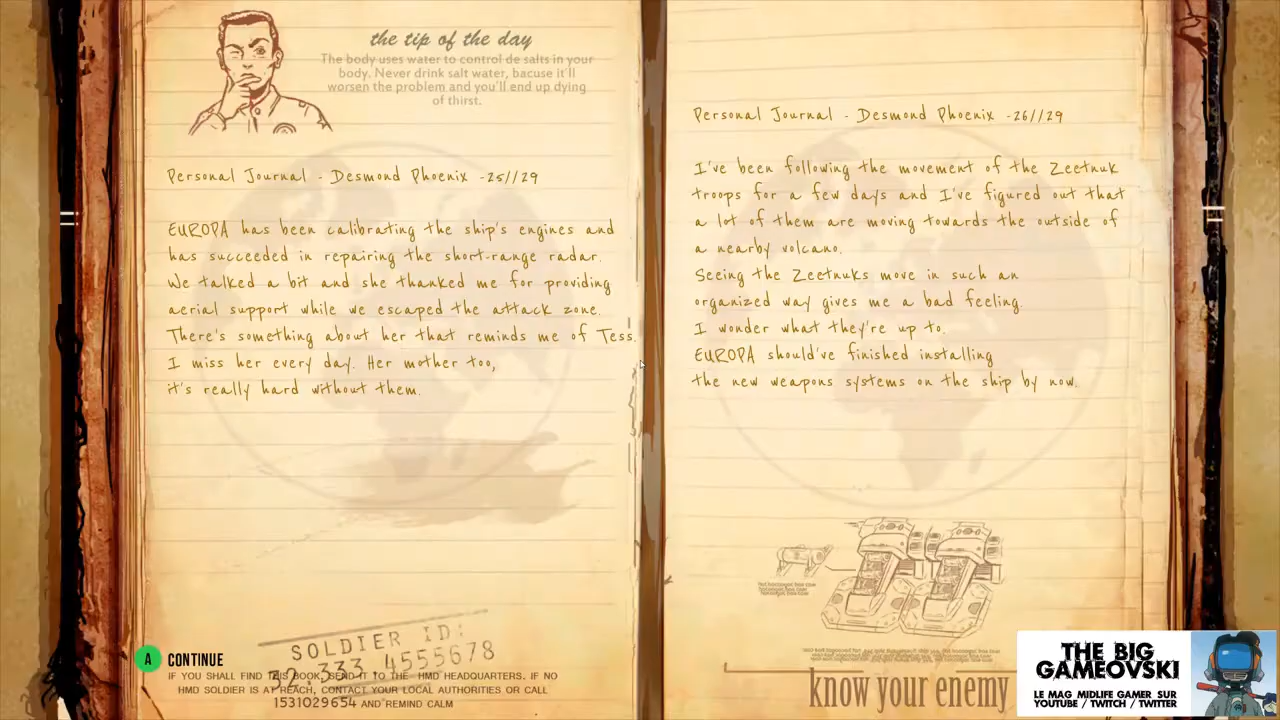 the tip of the day
The body uses water to control de salts in your
body. Never drink salt water, bacuse it'll
worsen the problem and you'll end up dying
of thirst.
Personal Journal - Desmond Phoenix -25//29
EUROPA has been calibrating the ship's engines and
has succeeded in repairing the short-range radar.
We talked a bit and she thanked me for providing
aerial support while we escaped the attack zone.
There's something about her that reminds me of Tess.
I miss her every day. Her mother too,
it's really hard without them.
SOLDIER ID:
333 4555678
A CONTINUE
IF YOU SHALL FIND THIS BOOK, SEND IT TO THE HMD HEADQUARTERS. IF NO
HMD SOLDIER IS AT REACH, CONTACT YOUR LOCAL AUTHORITIES OR CALL
1531029654 AND REMIND CALM
Personal Journal - Desmond Phoenix -26//29
I've been following the movement of the Zeetnuk
troops for a few days and I've figured out that
a lot of them are moving towards the outside of
a nearby volcano.
Seeing the Zeetnuks move in such an
organized way gives me a bad feeling.
I wonder what they're up to.
EUROPA should've finished installing
the new weapons systems on the ship by now.
know your enemy
THE BIG
GAMEOVSKI
LE MAG MIDLIFE GAMER SUR
YOUTUBE / TWITCH / TWITTER